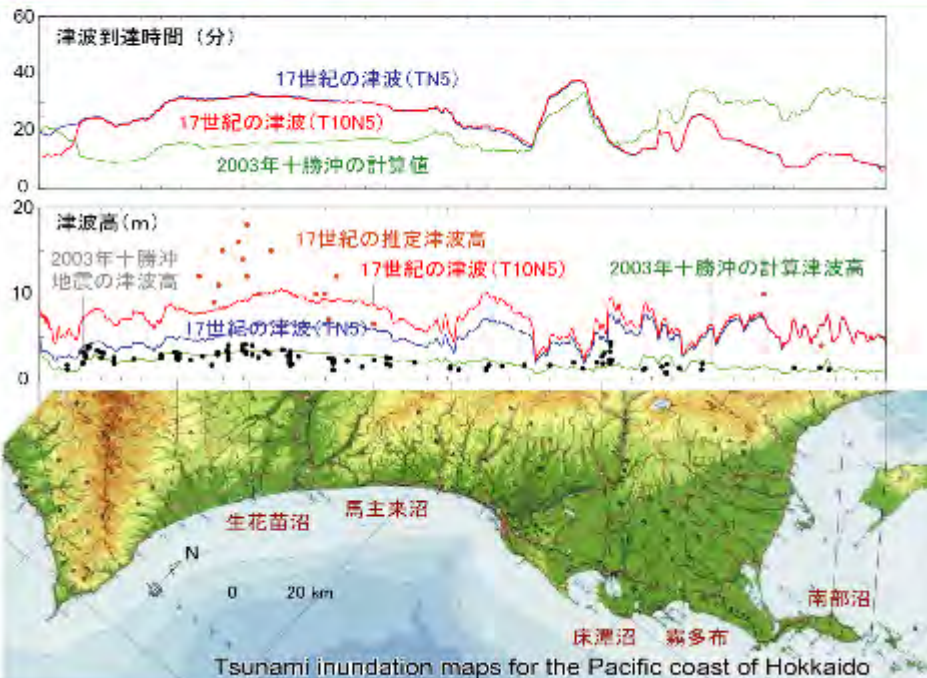 60
津波到達時間（分）
40
17世紀の津波(TN5)
20
17世紀の津波(T10N5)
2003年十勝沖の計算値
0
20
津波高(m)
17世紀の推定津波高
2003年十勝沖
地震の津波高
17世紀の津波(T10N5)
2003年十勝沖の計算津波高
10
17世紀の津波(TN5)
0
生花苗沼
馬主来沼
N
0 20 km
南部沼
床潭沼
霧多布
Tsunami inundation maps for the Pacific coast of Hokkaido